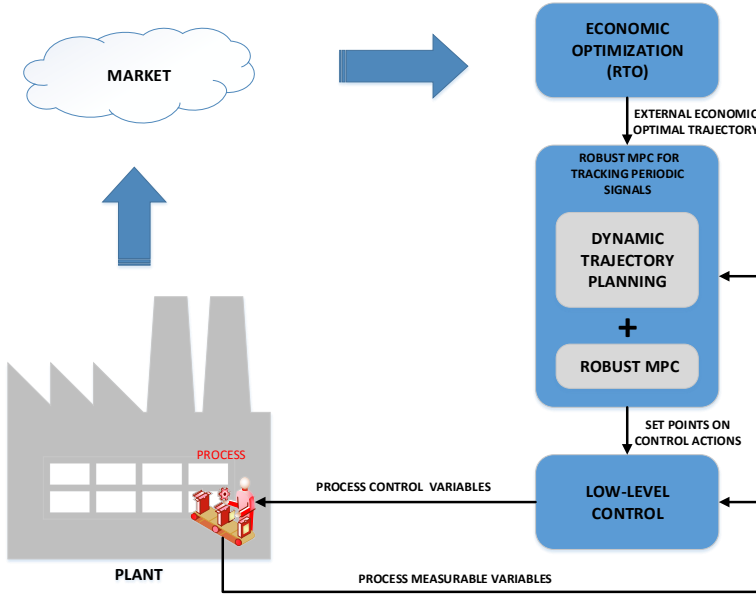 MARKET
ECONOMIC
OPTIMIZATION
(RTO)
EXTERNAL ECONOMIC
OPTIMAL TRAJECTORY
ROBUST MPC FOR
TRACKING PERIODIC
SIGNALS
DYNAMIC
TRAJECTORY
PLANNING
+
ROBUST MPC
SET POINTS ON
CONTROL ACTIONS
PROCESS
PROCESS CONTROL VARIABLES
LOW-LEVEL
CONTROL
PLANT
PROCESS MEASURABLE VARIABLES